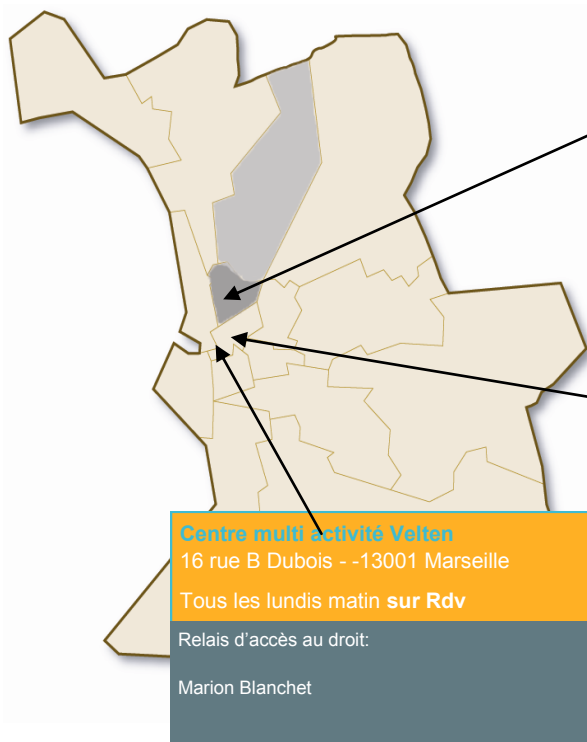 Centre multi activité Velten
16 rue B Dubois - -13001 Marseille
Tous les lundis matin sur Rdv
Relais d’accès au droit:
Marion Blanchet